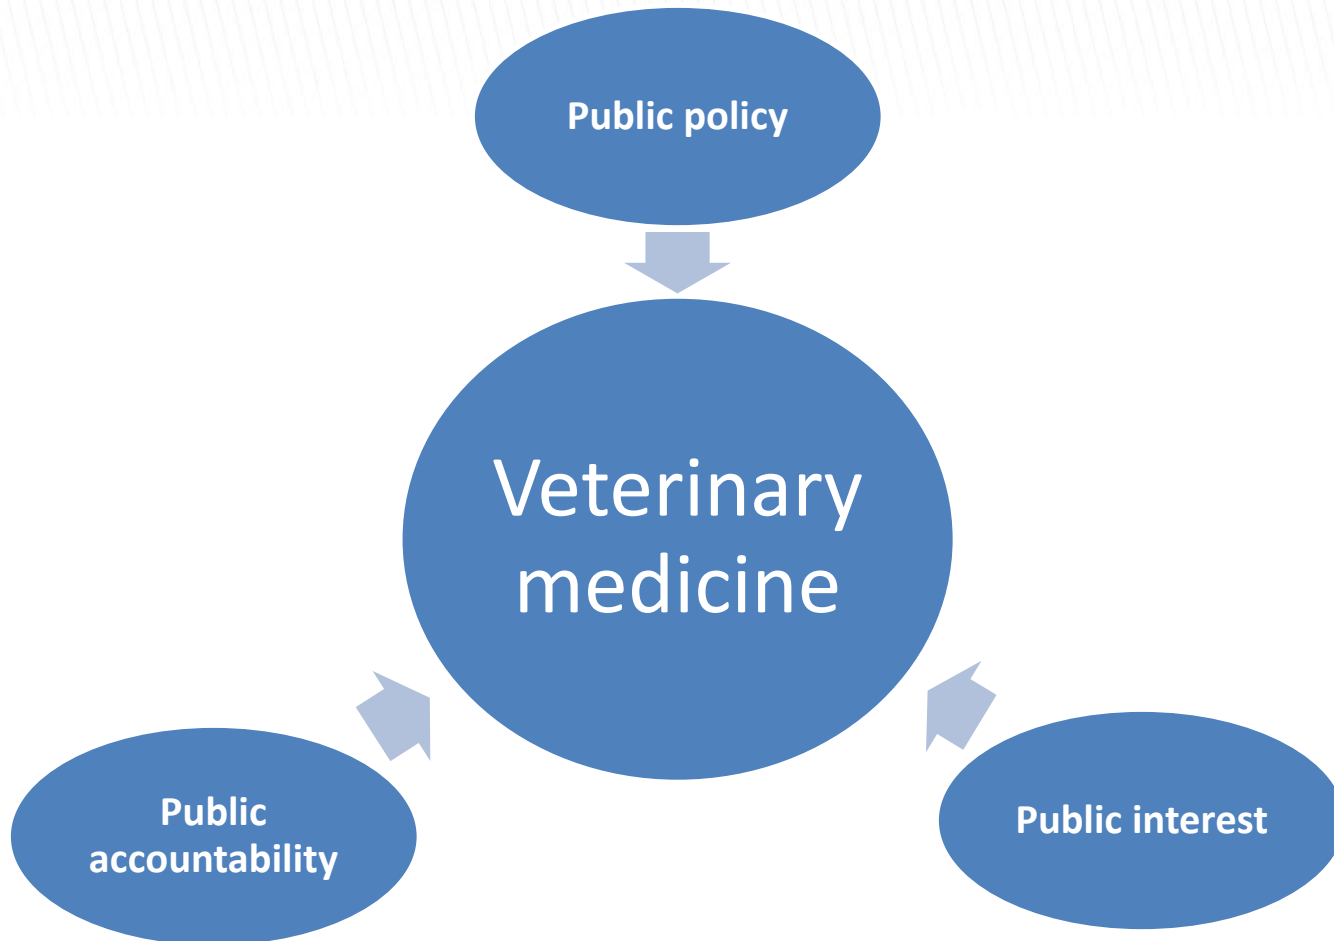 Public policy
Veterinary
medicine
Public
accountability
Public interest